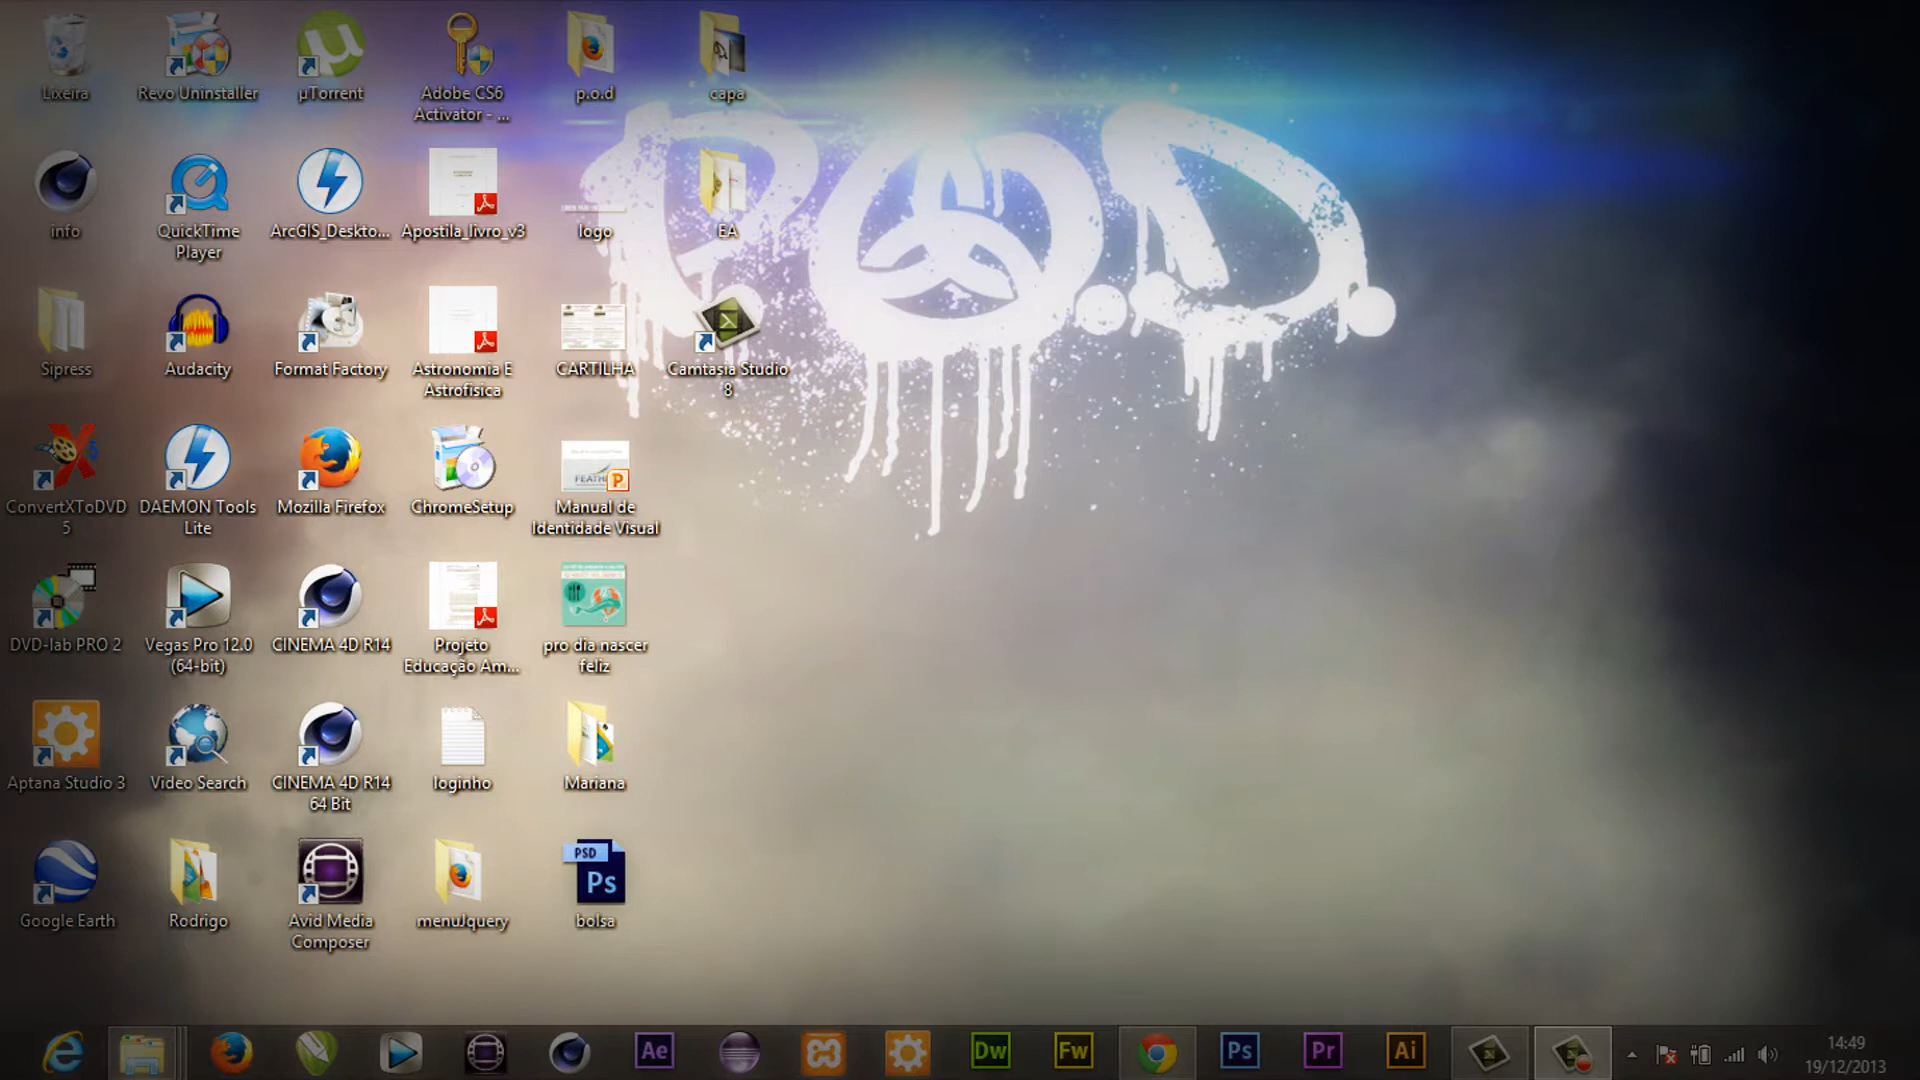 Lixeira
Revo Uninstaller
µTorrent
Adobe CS6
Activator - ...
p.o.d
capa
P.O.D.
info
QuickTime
Player
ArcGIS_Deskto...
Apostila_livro_v3
logo
EA
Sipress
Audacity
Format Factory
Astronomia E
Astrofisica
CARTILHA
Camtasia Studio
8
ConvertXToDVD
5
DAEMON Tools
Lite
Mozilla Firefox
ChromeSetup
Manual de
Identidade Visual
DVD-lab PRO 2
Vegas Pro 12.0
(64-bit)
CINEMA 4D R14
Projeto
Educação Am...
pro dia nascer
feliz
Aptana Studio 3
Video Search
CINEMA 4D R14
64 Bit
loginho
Mariana
Google Earth
Rodrigo
Avid Media
Composer
menuJquery
PSD
Ps
bolsa
Ae
Dw
Fw
Ps
Pr
Ai
14:49
19/12/2013